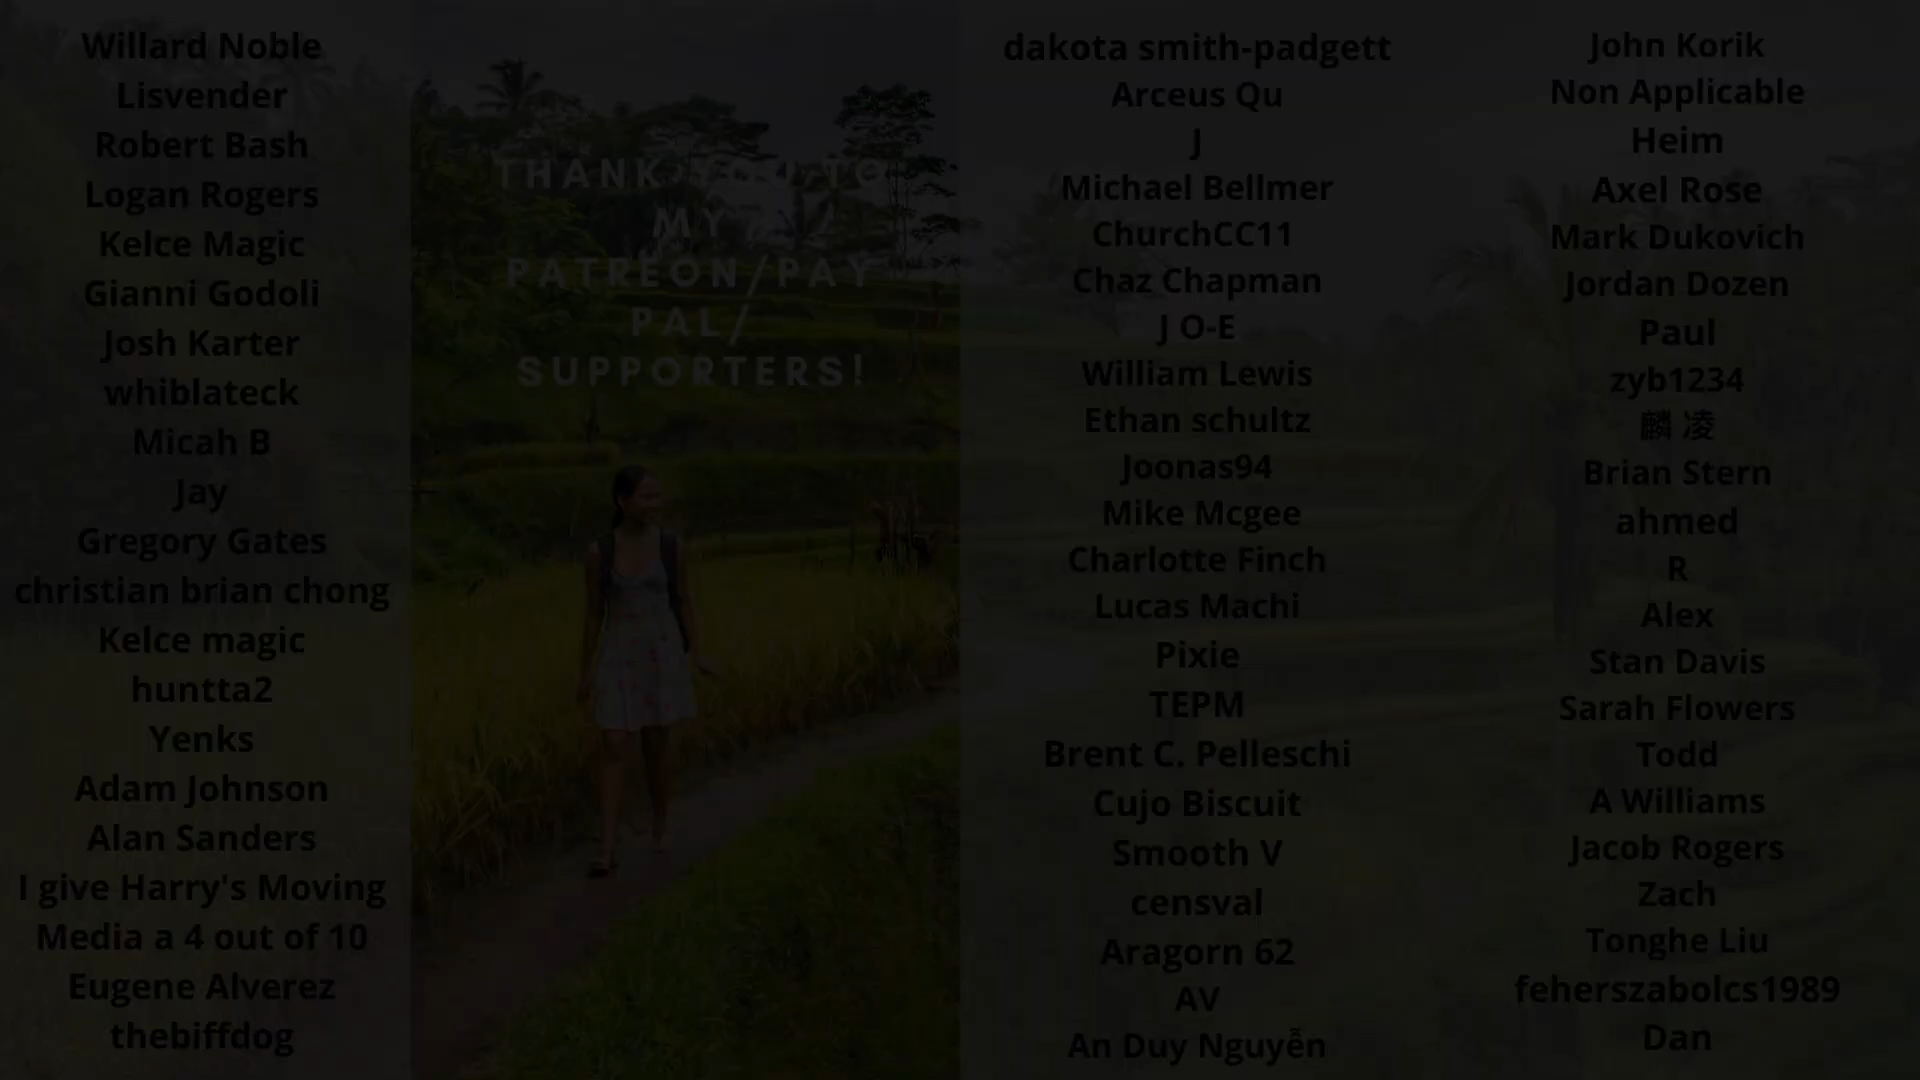 Willard Noble
Lisvender
Robert Bash
Logan Rogers
Kelce Magic
Gianni Godoli
Josh Karter
whiblateck
Micah B
Jay
Gregory Gates
christian brian chong
Kelce magic
huntta2
Yenks
Adam Johnson
Alan Sanders
I give Harry's Moving
Media a 4 out of 10
Eugene Alverez
thebiffdog
THANK YOU TO
MY
PATREON/PAY
PAL/
SUPPORTERS!
dakota smith-padgett
Arceus Qu
J
Michael Bellmer
ChurchCC11
Chaz Chapman
J O-E
William Lewis
Ethan schultz
Joonas94
Mike Mcgee
Charlotte Finch
Lucas Machi
Pixie
TEPM
Brent C. Pelleschi
Cujo Biscuit
Smooth V
censval
Aragorn 62
AV
An Duy Nguyễn
John Korik
Non Applicable
Heim
Axel Rose
Mark Dukovich
Jordan Dozen
Paul
zyb1234
麟 凌
Brian Stern
ahmed
R
Alex
Stan Davis
Sarah Flowers
Todd
A Williams
Jacob Rogers
Zach
Tonghe Liu
feherszabolcs1989
Dan